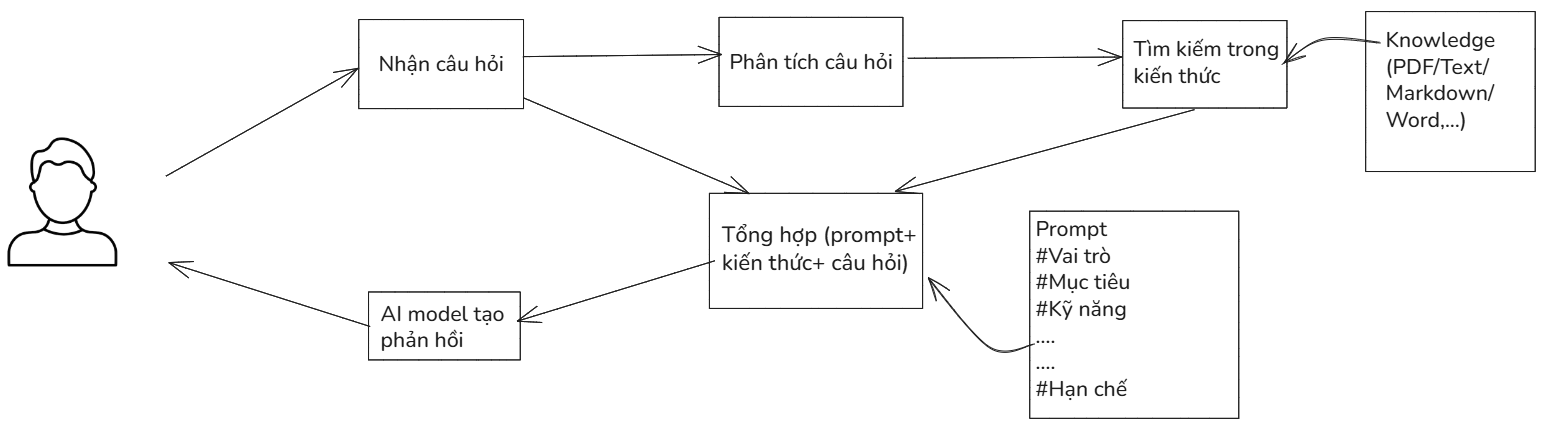 Nhận câu hỏi
Phân tích câu hỏi
Tìm kiếm trong
kiến thức
Knowledge
(PDF/Text/
Markdown/
Word,...)
Tổng hợp (prompt+
kiến thức+ câu hỏi)
Prompt
#Vai trò
#Mục tiêu
#Kỹ năng
....
....
#Hạn chế
AI model tạo
phản hồi